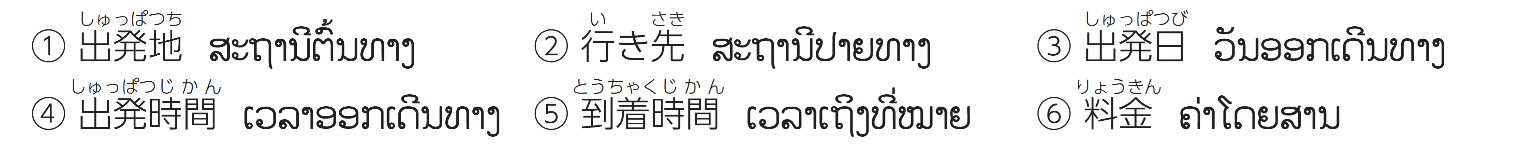 しゅっぱつち い さき しゅっぱつび
① 出発地 ສະຖານີຕົ້ນທາງ ② 行き先 ສະຖານີປາຍທາງ ③ 出発日 ວັນອອກເດີນທາງ
しゅっぱつじかん とうちゃくじかん りょうきん
④ 出発時間 ເວລາອອກເດີນທາງ ⑤ 到着時間 ເວລາເຖິງທີ່ໝາຍ ⑥ 料金 ຄ່າໂດຍສານ